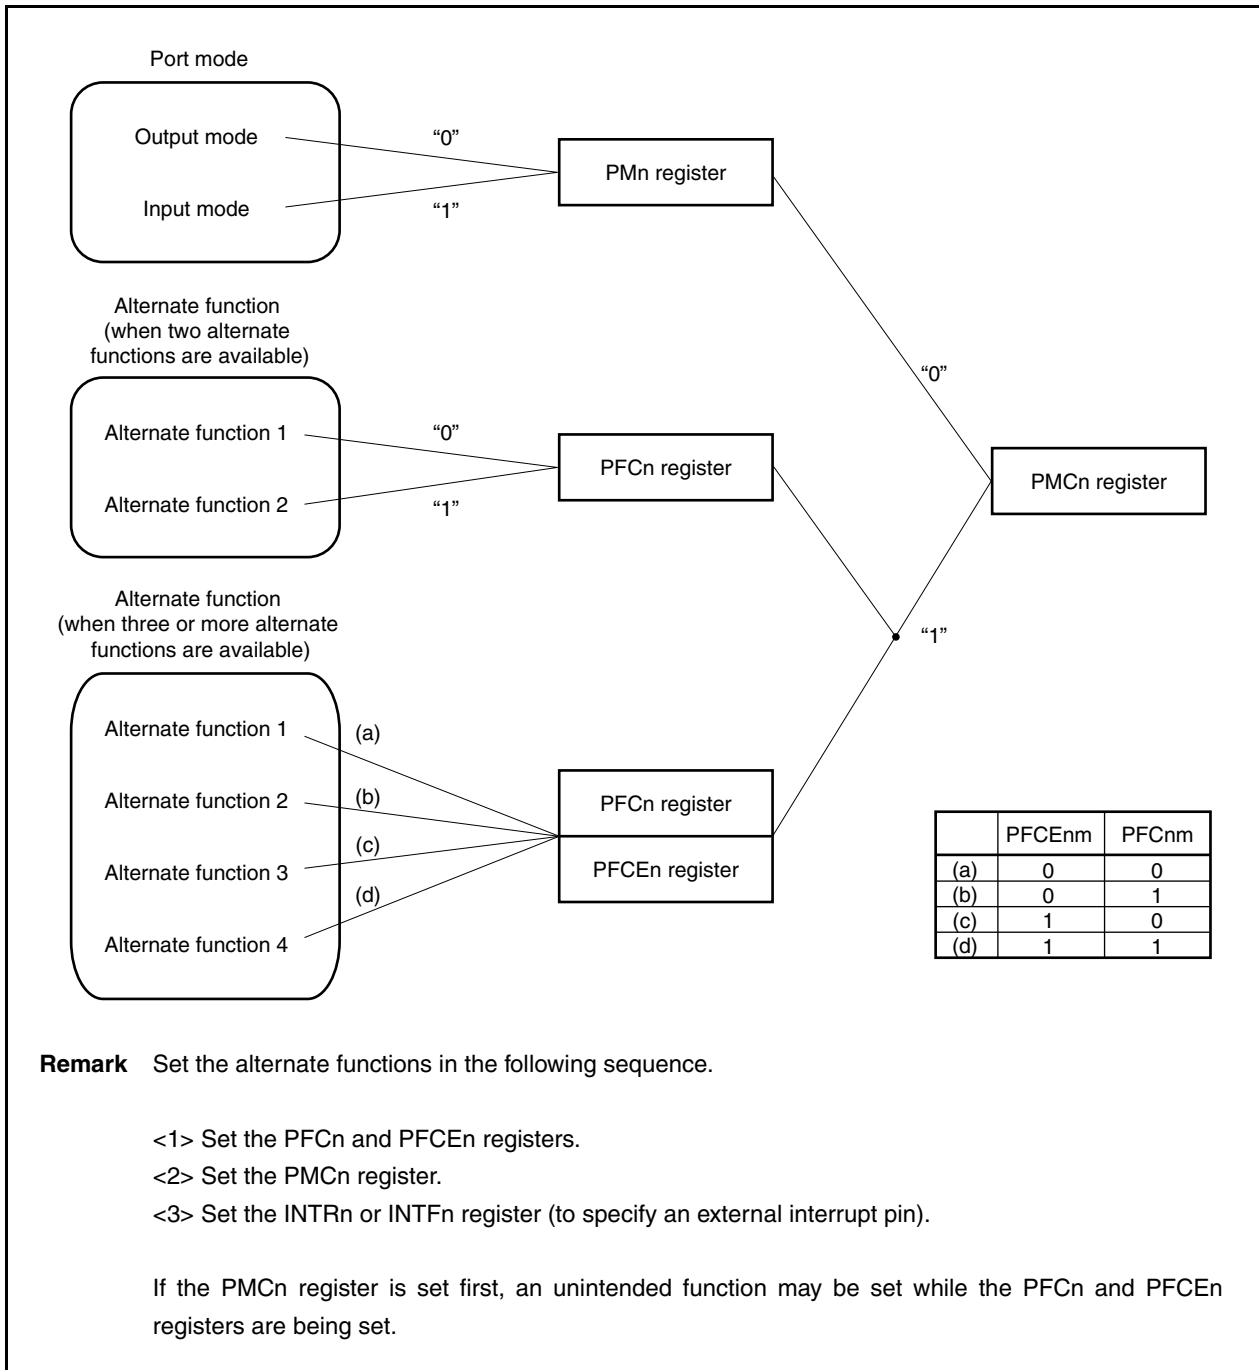 Port mode
Output mode
“0”
Input mode
“1”
PMn register
“0”
Alternate function
(when two alternate
functions are available)
Alternate function 1
“0”
Alternate function 2
“1”
PFCn register
PMCn register
“1”
Alternate function
(when three or more alternate
functions are available)
Alternate function 1
(a)
Alternate function 2
(b)
Alternate function 3
(c)
Alternate function 4
(d)
PFCn register
PFCEn register
PFCEnm PFCnm
(a) 0 0
(b) 0 1
(c) 1 0
(d) 1 1
Remark Set the alternate functions in the following sequence.
<1> Set the PFCn and PFCEn registers.
<2> Set the PMCn register.
<3> Set the INTRn or INTFn register (to specify an external interrupt pin).
If the PMCn register is set first, an unintended function may be set while the PFCn and PFCEn
registers are being set.